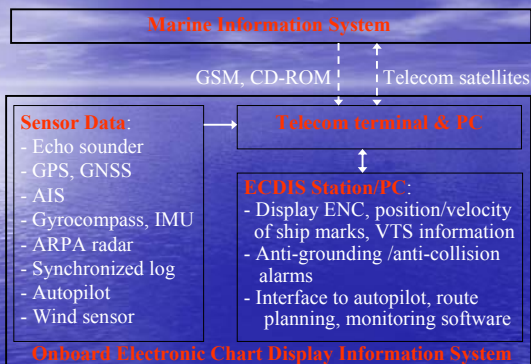 Marine Information System
GSM, CD-ROM
Telecom satellites
Sensor Data:
- Echo sounder
- GPS, GNSS
- AIS
- Gyrocompass, IMU
- ARPA radar
- Synchronized log
- Autopilot
- Wind sensor
Telecom terminal & PC
ECDIS Station/PC:
- Display ENC, position/velocity
of ship marks, VTS information
- Anti-grounding /anti-collision
alarms
- Interface to autopilot, route
planning, monitoring software
Onboard Electronic Chart Display Information System